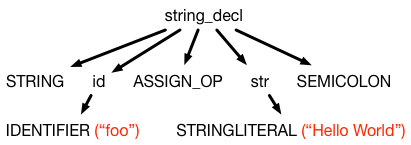 string_decl
STRING id ASSIGN_OP str SEMICOLON
IDENTIFIER (“foo”) STRINGLITERAL (“Hello World”)